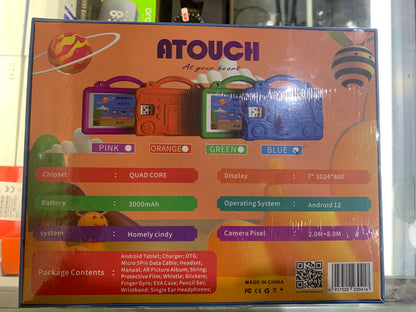 ATOUCH
At your heart
PINK
ORANGE
GREEN
BLUE
Chipset : QUAD CORE
Display : 7" 1024*600
Battery : 3000mAh
Operating System : Android 12
system : Homely cindy
Camera Pixel : 2.0M+8.0M
Package Contents :
Android Tablet; Charger; OTG;
Micro 5Pin Data Cable; Headset;
Manual; AR Picture Album; String;
Protective Film; Whistle; Stickers;
Finger Gyro; EVA Case; Pencil Set;
Wristband; Single Ear Headphones;
MADE IN CHINA
CE FC